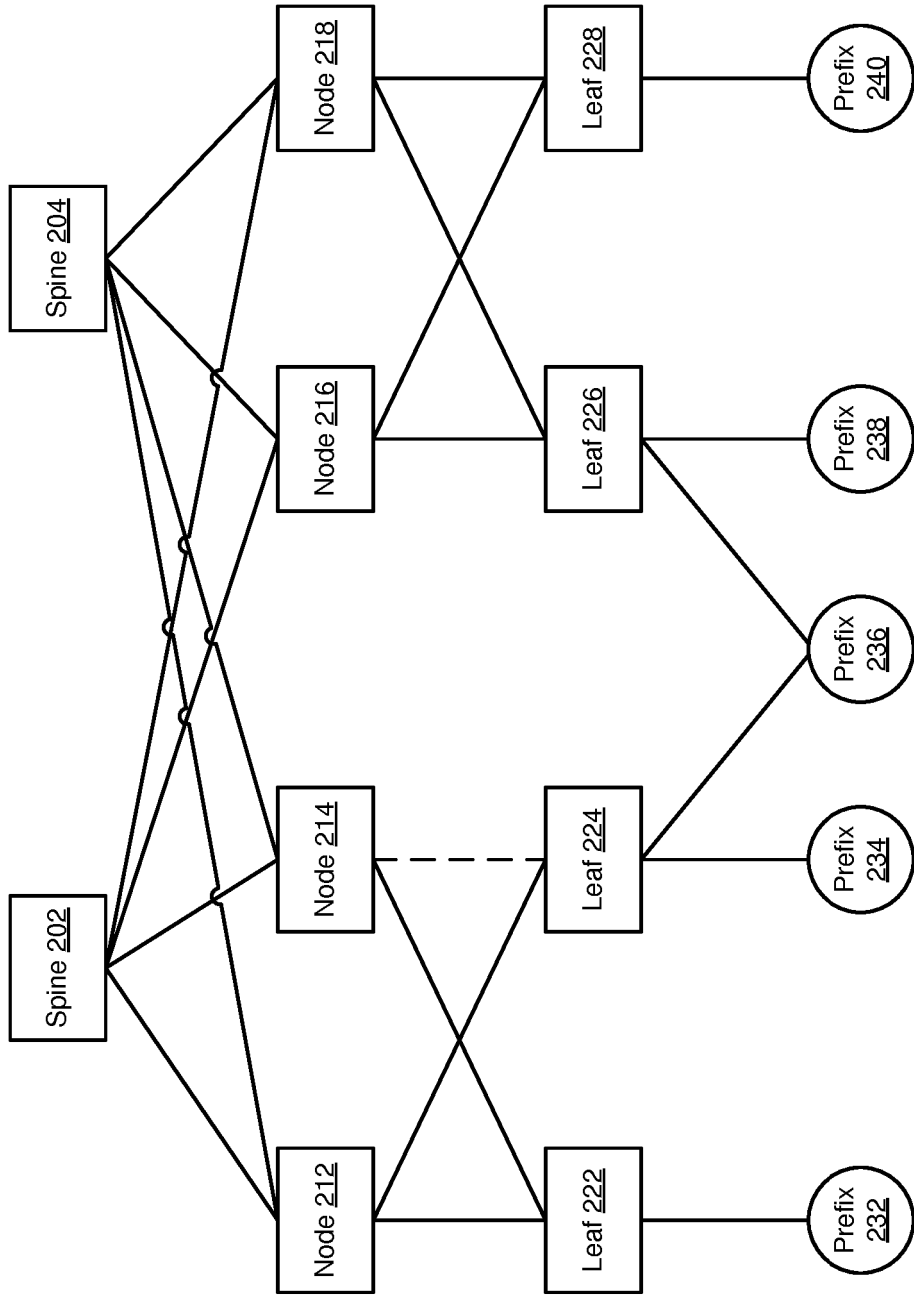 Spine 202
Spine 204
Node 212
Node 214
Node 216
Node 218
Leaf 222
Leaf 224
Leaf 226
Leaf 228
Prefix
232
Prefix
234
Prefix
236
Prefix
238
Prefix
240